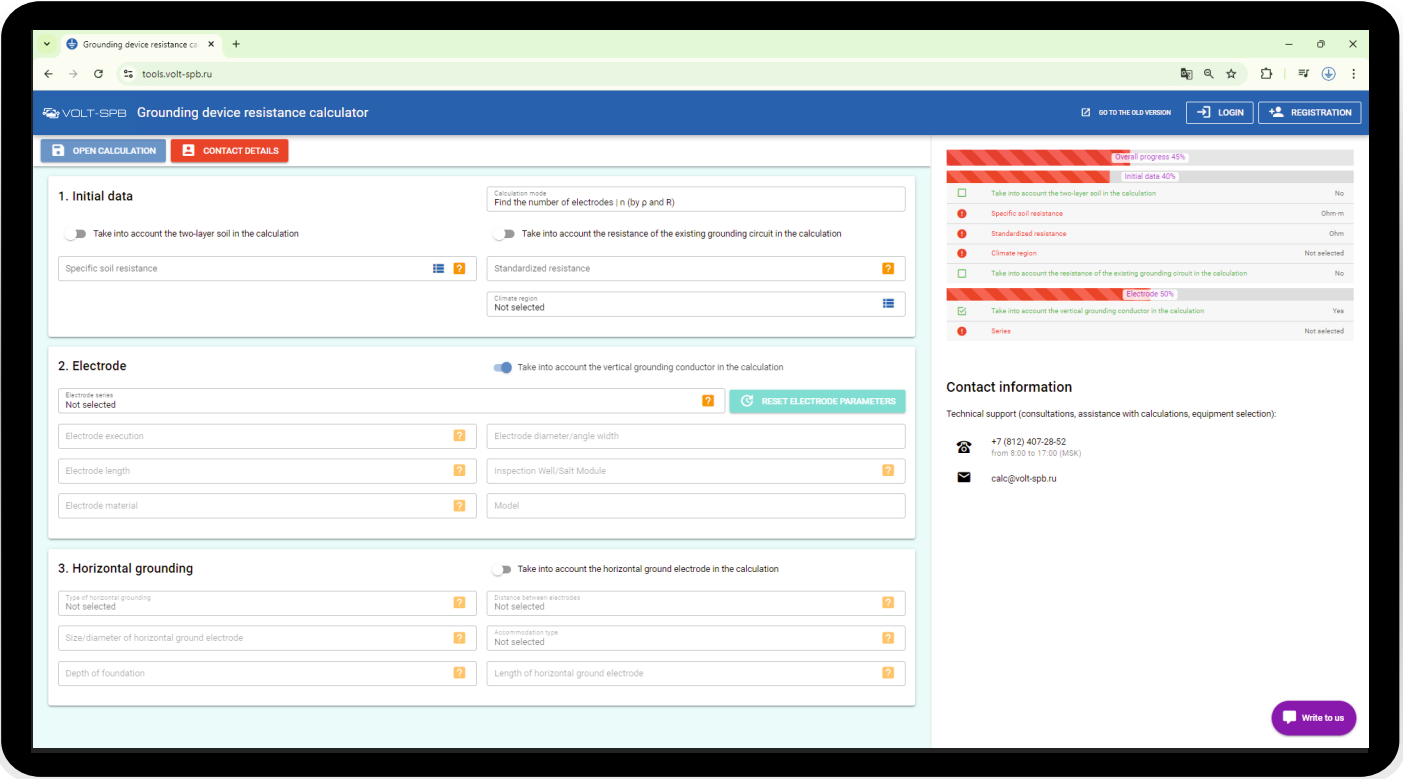 Grounding device resistance ca
tools.volt-spb.ru
VOLT-SPB Grounding device resistance calculator
GO TO THE OLD VERSION
LOGIN
REGISTRATION
OPEN CALCULATION
CONTACT DETAILS
1. Initial data
Calculation mode
Find the number of electrodes | n (by ρ and R)
Take into account the two-layer soil in the calculation
Take into account the resistance of the existing grounding circuit in the calculation
Specific soil resistance
Standardized resistance
Climate region
Not selected
2. Electrode
Take into account the vertical grounding conductor in the calculation
Electrode series
Not selected
RESET ELECTRODE PARAMETERS
Electrode execution
Electrode diameter/angle width
Electrode length
Inspection Well/Salt Module
Electrode material
Model
3. Horizontal grounding
Take into account the horizontal ground electrode in the calculation
Type of horizontal grounding
Not selected
Distance between electrodes
Not selected
Size/diameter of horizontal ground electrode
Accommodation type
Not selected
Depth of foundation
Length of horizontal ground electrode
Overall progress 45%
Initial data 40%
Take into account the two-layer soil in the calculation No
Specific soil resistance Ohm·m
Standardized resistance Ohm
Climate region Not selected
Take into account the resistance of the existing grounding circuit in the calculation No
Electrode 50%
Take into account the vertical grounding conductor in the calculation Yes
Series Not selected
Contact information
Technical support (consultations, assistance with calculations, equipment selection):
+7 (812) 407-28-52
from 8:00 to 17:00 (MSK)
calc@volt-spb.ru
Write to us